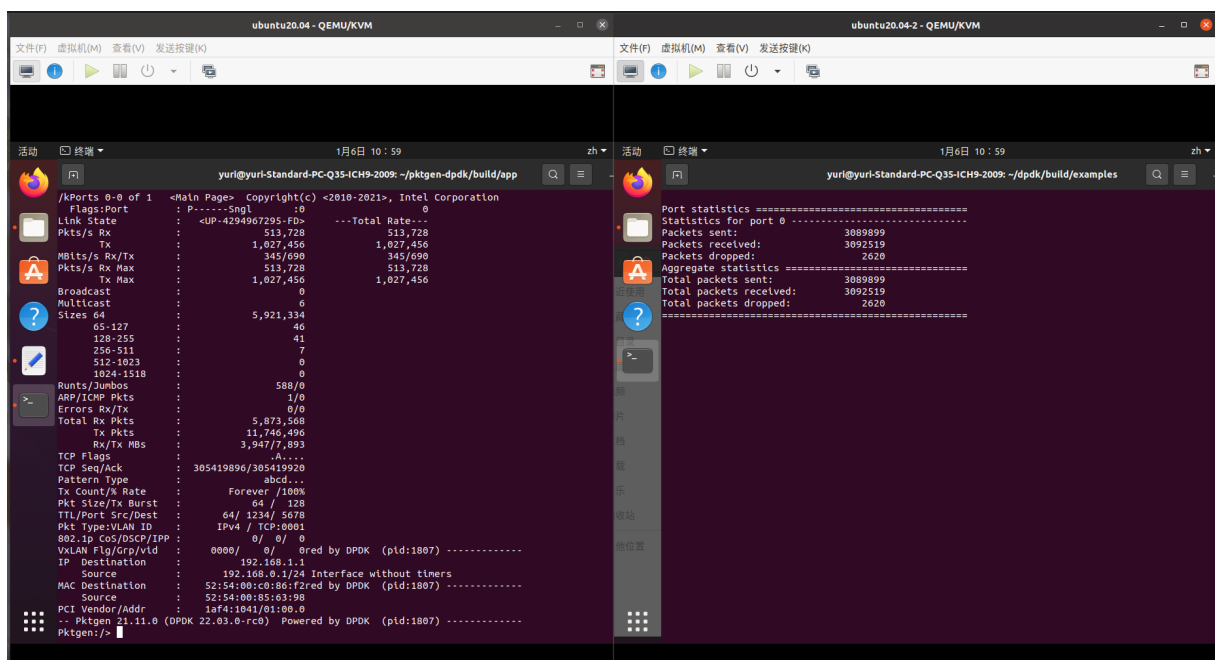 ubuntu20.04 - QEMU/KVM
文件(F) 虚拟机(M) 查看(V) 发送按键(K)
活动 终端 1月6日 10：59 zh
yuri@yuri-Standard-PC-Q35-ICH9-2009: ~/pktgen-dpdk/build/app
/kPorts 0-0 of 1 <Main Page> Copyright(c) <2010-2021>, Intel Corporation
Flags:Port : P------Sngl :0 0
Link State : <UP-4294967295-FD> ---Total Rate---
Pkts/s Rx : 513,728 513,728
Tx : 1,027,456 1,027,456
MBits/s Rx/Tx : 345/690 345/690
Pkts/s Rx Max : 513,728 513,728
Tx Max : 1,027,456 1,027,456
Broadcast : 0
Multicast : 6
Sizes 64 : 5,921,334
65-127 : 46
128-255 : 41
256-511 : 7
512-1023 : 0
1024-1518 : 0
Runts/Jumbos : 588/0
ARP/ICMP Pkts : 1/0
Errors Rx/Tx : 0/0
Total Rx Pkts : 5,873,568
Tx Pkts : 11,746,496
Rx/Tx MBs : 3,947/7,893
TCP Flags : .A....
TCP Seq/Ack : 305419896/305419920
Pattern Type : abcd...
Tx Count/% Rate : Forever /100%
Pkt Size/Tx Burst : 64 / 128
TTL/Port Src/Dest : 64/ 1234/ 5678
Pkt Type:VLAN ID : IPv4 / TCP:0001
802.1p CoS/DSCP/IPP : 0/ 0/ 0
VxLAN Flg/Grp/vid : 0000/ 0/ 0red by DPDK (pid:1807) -------------
IP Destination : 192.168.1.1
Source : 192.168.0.1/24 Interface without timers
MAC Destination : 52:54:00:c0:86:f2red by DPDK (pid:1807) -------------
Source : 52:54:00:85:63:98
PCI Vendor/Addr : 1af4:1041/01:00.0
-- Pktgen 21.11.0 (DPDK 22.03.0-rc0) Powered by DPDK (pid:1807) -------------
Pktgen:/>
ubuntu20.04-2 - QEMU/KVM
文件(F) 虚拟机(M) 查看(V) 发送按键(K)
活动 终端 1月6日 10：59 zh
yuri@yuri-Standard-PC-Q35-ICH9-2009: ~/dpdk/build/examples
Port statistics ====================================
Statistics for port 0 ------------------------------
Packets sent: 3089899
Packets received: 3092519
Packets dropped: 2620
Aggregate statistics ===============================
Total packets sent: 3089899
Total packets received: 3092519
Total packets dropped: 2620
====================================================
近使用
档
载
乐
收站
他位置